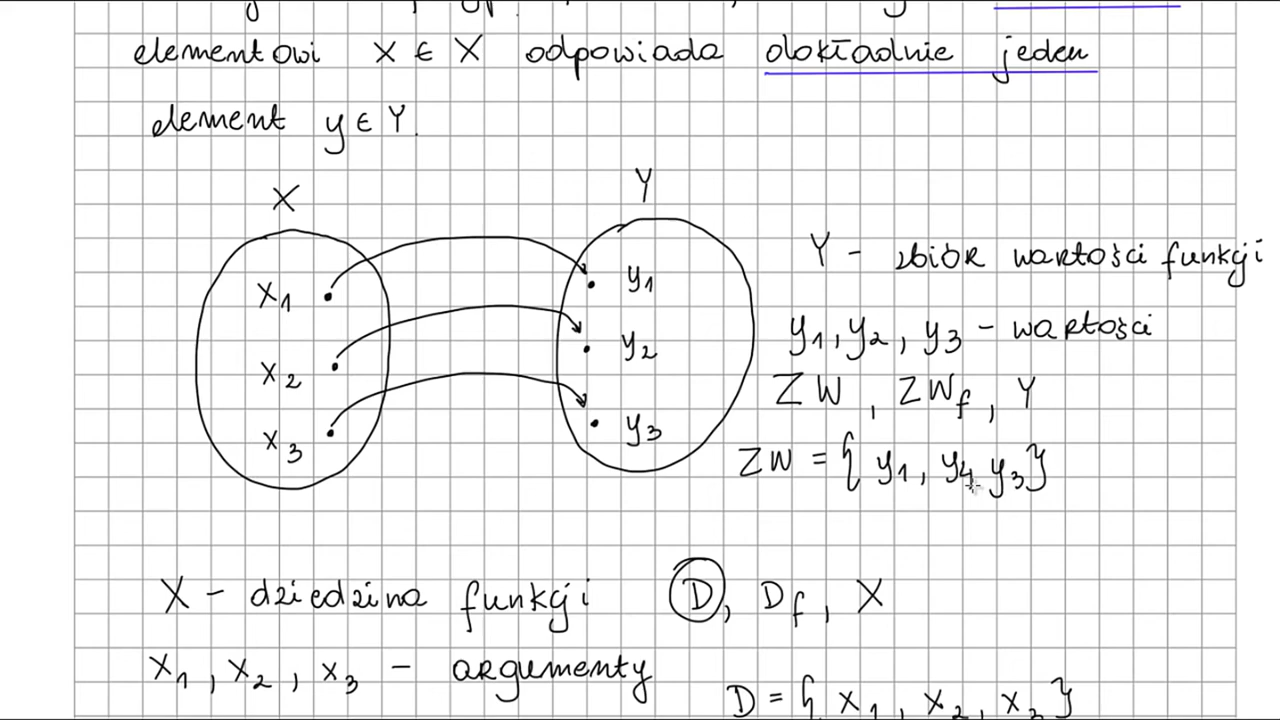 elementowi X ∈ X odpowiada dokładnie jeden
element y ∈ Y.
X
Y
x1
x2
x3
y1
y2
y3
Y - zbiór wartości funkcji
y1, y2, y3 - wartości
ZW, ZWf, Y
ZW = { y1, y4 y3}
X - dziedzina funkcji D, Df, X
x1, x2, x3 - argumenty
D = { x1, x2, x3 }